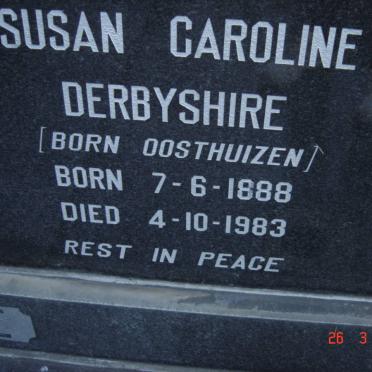 SUSAN CAROLINE
DERBYSHIRE
[BORN OOSTHUIZEN]
BORN 7-6-1888
DIED 4-10-1983
REST IN PEACE
26 3